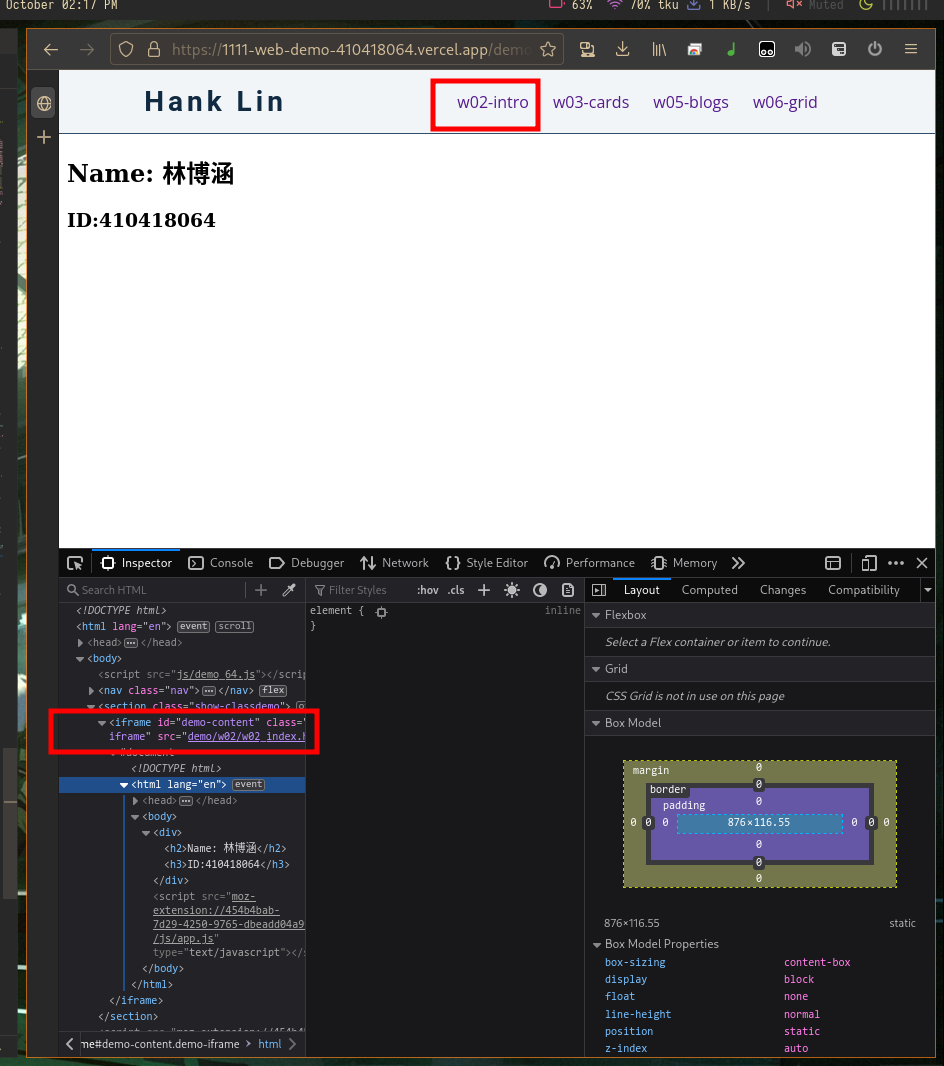 October 02:17 PM
63%
70% tku
1 KB/s
Muted
https://1111-web-demo-410418064.vercel.app/demo
Hank Lin
w02-intro
w03-cards
w05-blogs
w06-grid
Name: 林博涵
ID:410418064
Inspector
Console
Debugger
Network
Style Editor
Performance
Memory
Search HTML
Filter Styles
:hov
.cls
Layout
Computed
Changes
Compatibility
<!DOCTYPE html>
<html lang="en"> event scroll
<head> </head>
<body>
<script src="js/demo_64.js"></scrip
<nav class="nav"> </nav> flex
<section class="show-classdemo">
<iframe id="demo-content" class="
iframe" src="demo/w02/w02_index.h
#document
<!DOCTYPE html>
<html lang="en"> event
<head> </head>
<body>
<div>
<h2>Name: 林博涵</h2>
<h3>ID:410418064</h3>
</div>
<script src="moz-
extension://454b4bab-
7d29-4250-9765-dbeadd04a9
/js/app.js"
type="text/javascript"></s
</body>
</html>
</iframe>
</section>
me#demo-content.demo-iframe
html
element {
inline
}
Flexbox
Select a Flex container or item to continue.
Grid
CSS Grid is not in use on this page
Box Model
margin
0
border
0
padding
0
0 0 0 876×116.55 0 0 0
0
0
0
876×116.55
static
Box Model Properties
box-sizing content-box
display block
float none
line-height normal
position static
z-index auto